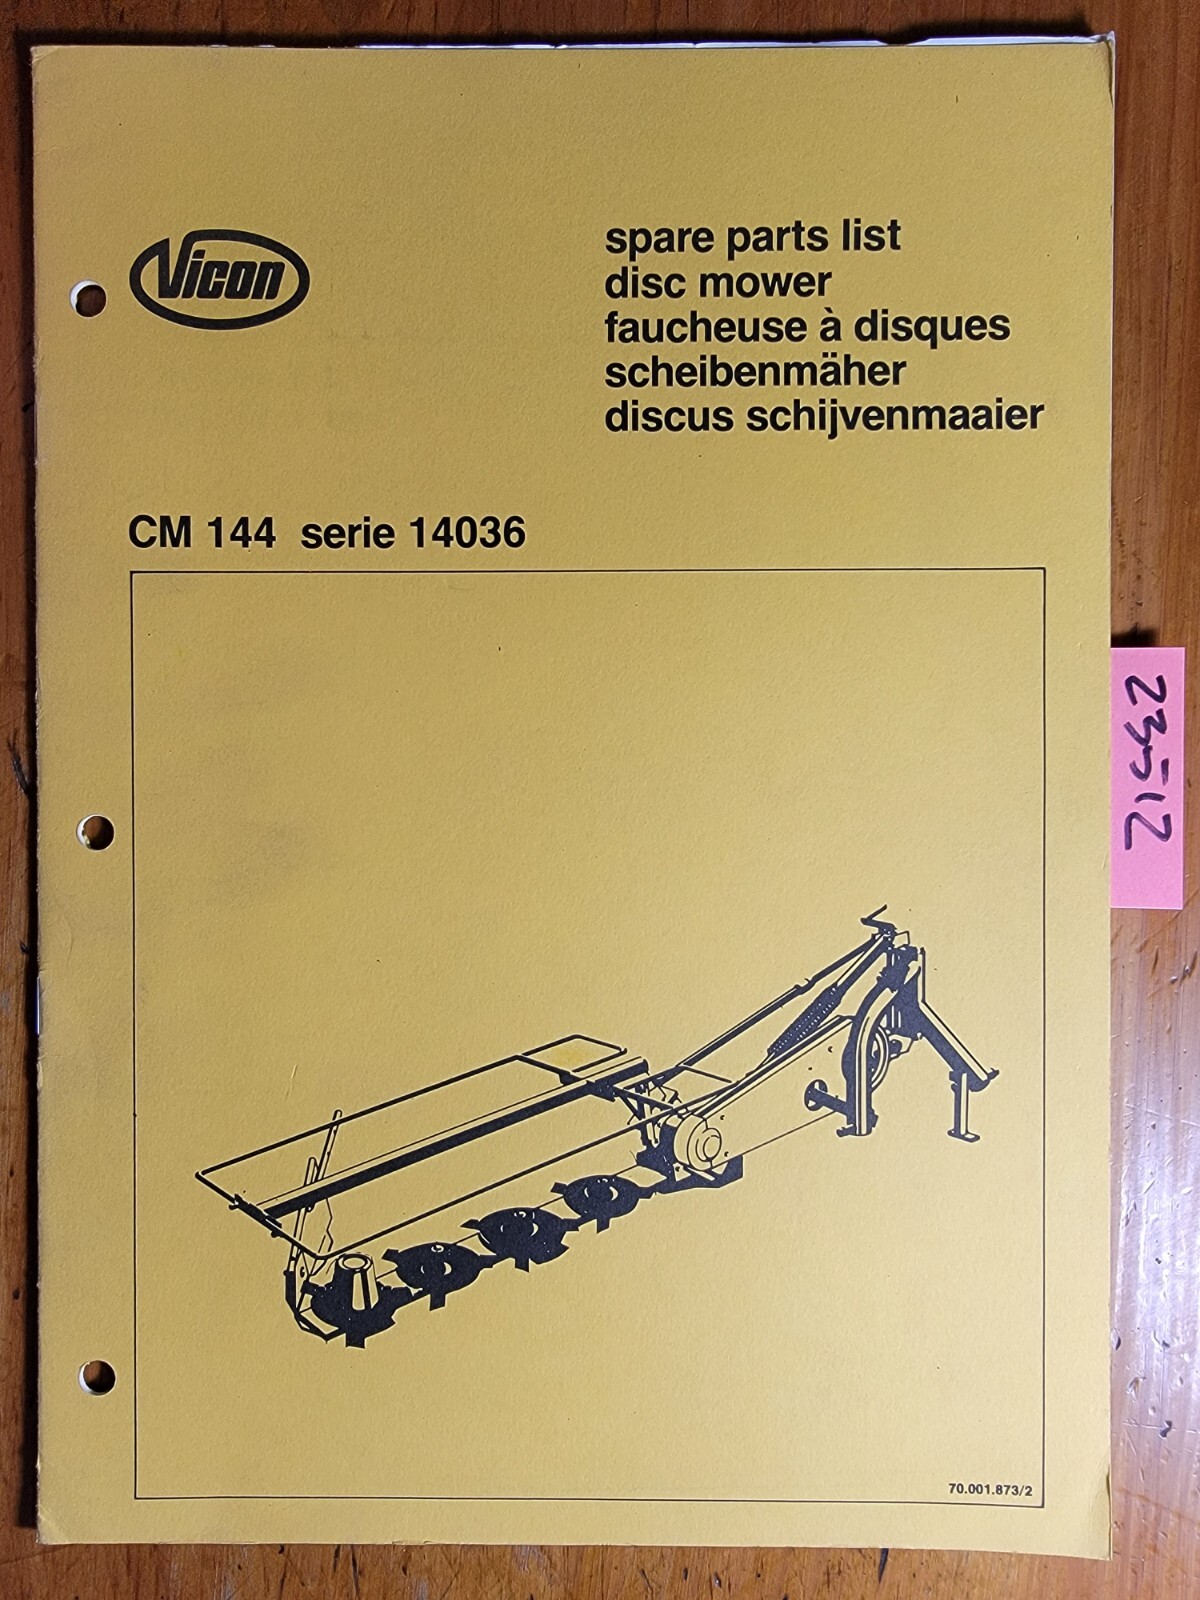 Vicon
spare parts list
disc mower
faucheuse à disques
scheibenmäher
discus schijvenmaaier
CM 144 serie 14036
70.001.873/2